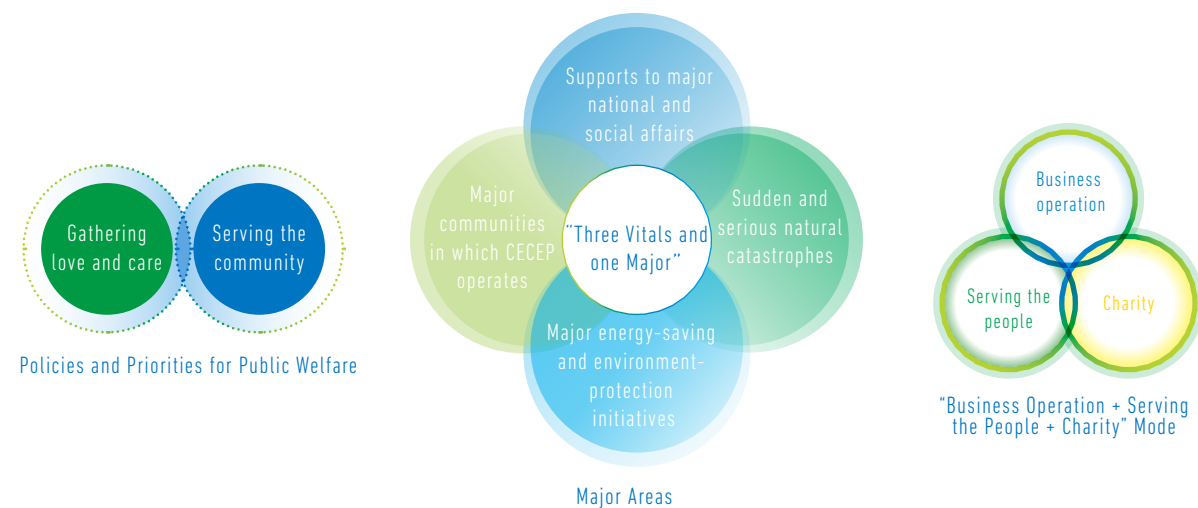 Gathering
love and care
Serving the
community
Policies and Priorities for Public Welfare
Supports to major
national and
social affairs
Major
communities
in which CECEP
operates
“Three Vitals and
one Major”
Sudden and
serious natural
catastrophes
Major energy-saving
and environment-
protection
initiatives
Major Areas
Business
operation
Serving the
people
Charity
“Business Operation + Serving
the People + Charity” Mode